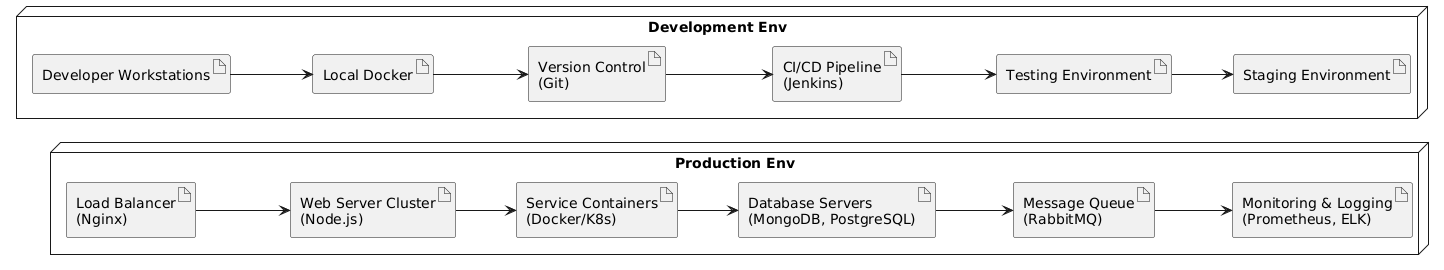 Development Env
Developer Workstations
Local Docker
Version Control
(Git)
CI/CD Pipeline
(Jenkins)
Testing Environment
Staging Environment
Production Env
Load Balancer
(Nginx)
Web Server Cluster
(Node.js)
Service Containers
(Docker/K8s)
Database Servers
(MongoDB, PostgreSQL)
Message Queue
(RabbitMQ)
Monitoring & Logging
(Prometheus, ELK)